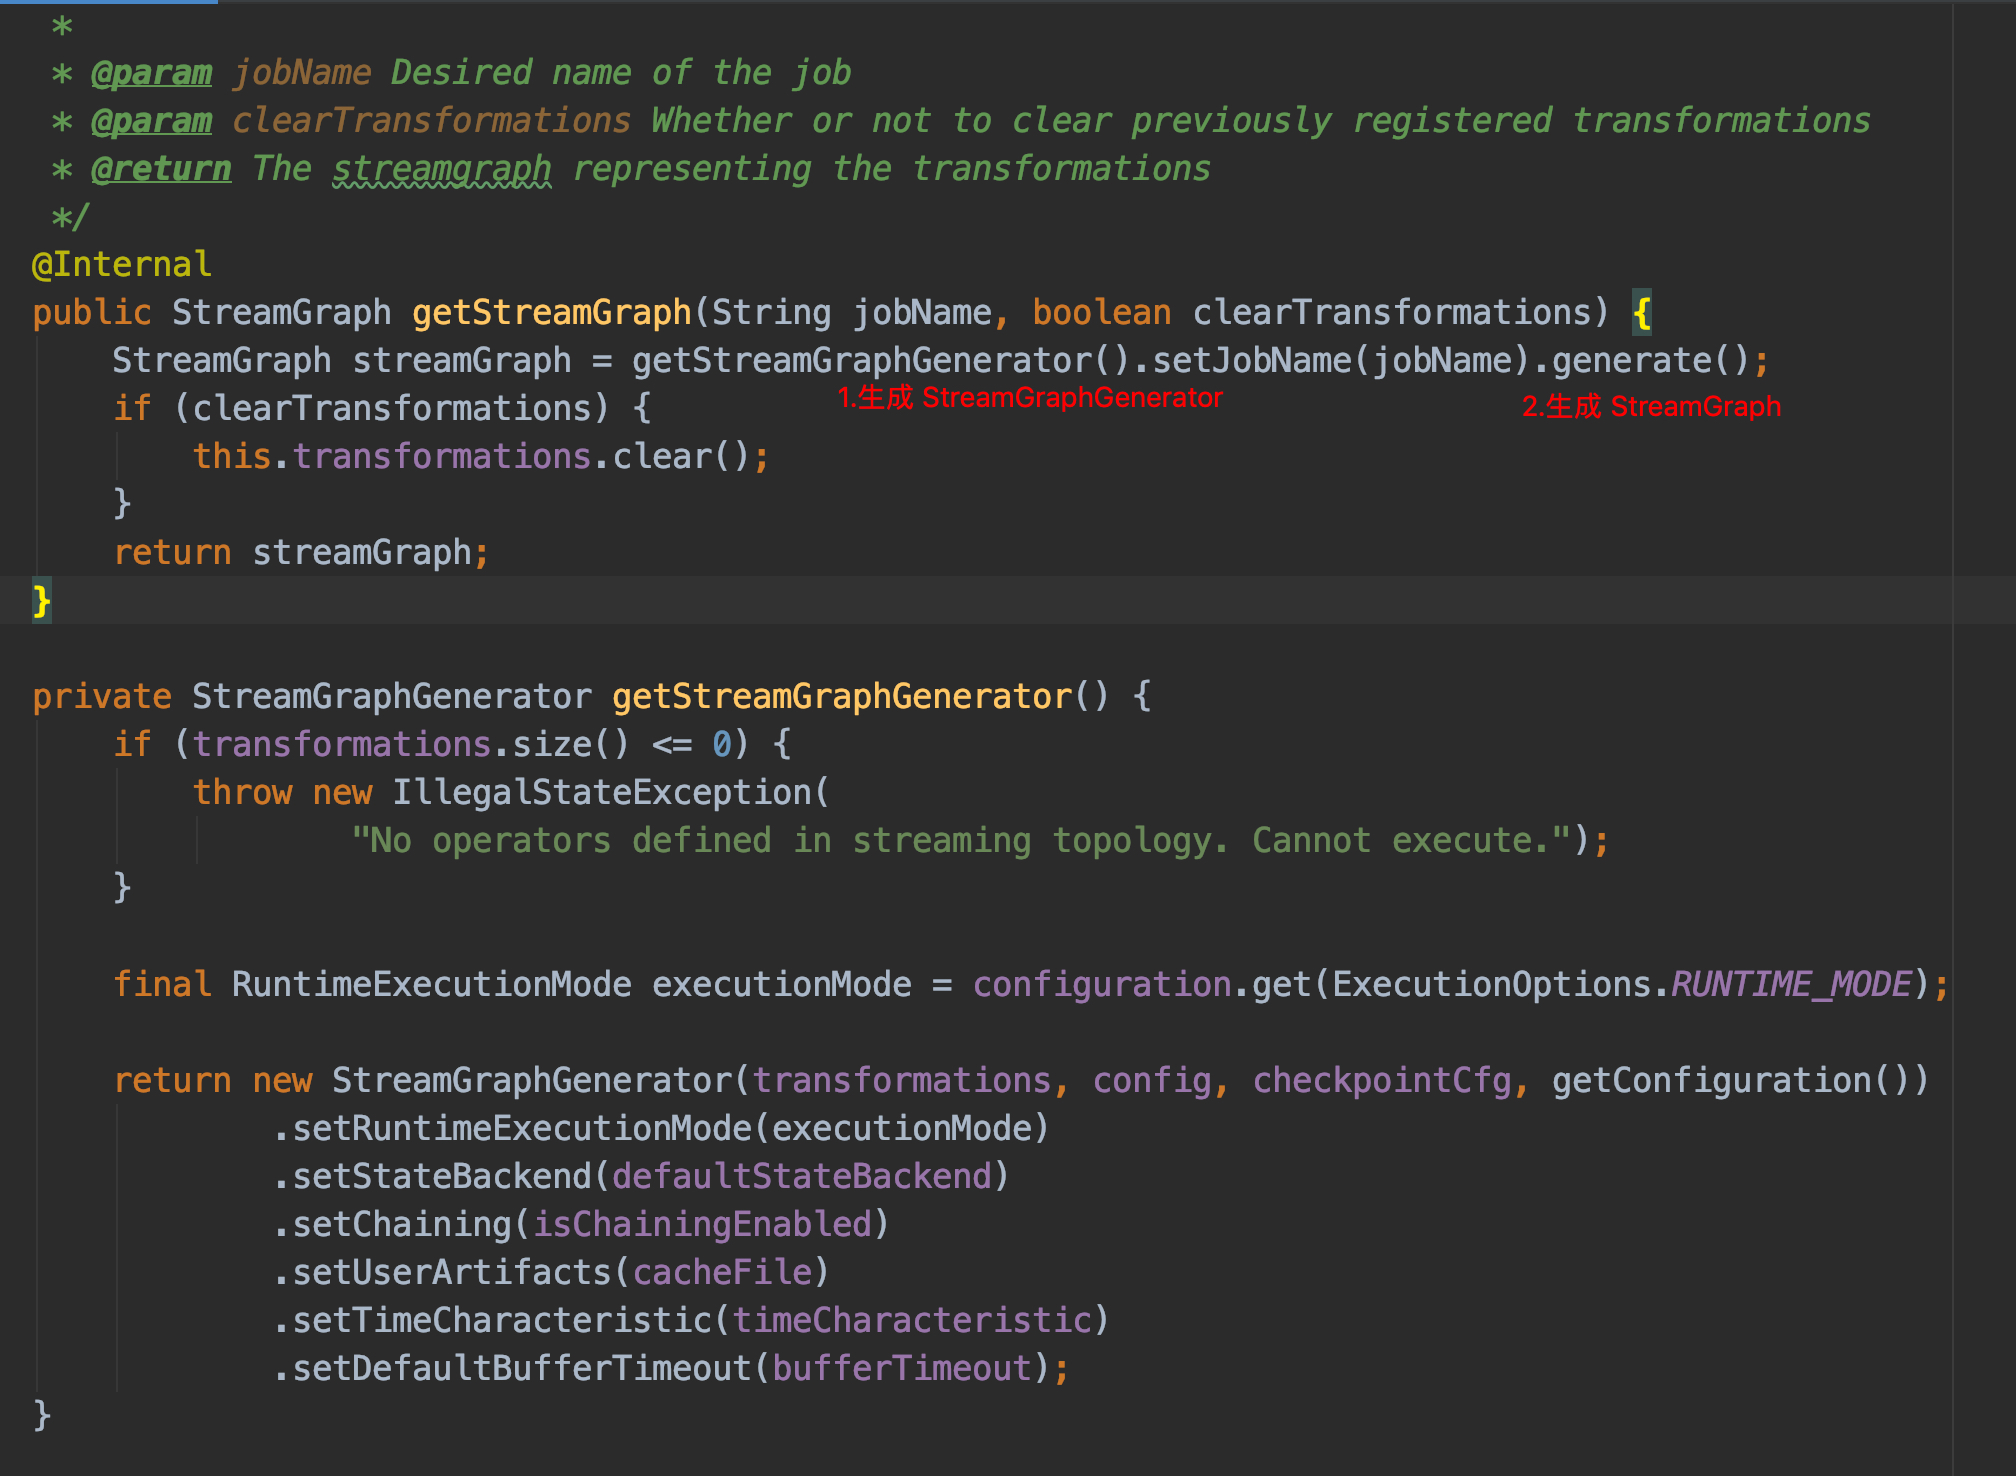 *
* @param jobName Desired name of the job
* @param clearTransformations Whether or not to clear previously registered transformations
* @return The streamgraph representing the transformations
*/
@Internal
public StreamGraph getStreamGraph(String jobName, boolean clearTransformations) {
StreamGraph streamGraph = getStreamGraphGenerator().setJobName(jobName).generate();
1.生成 StreamGraphGenerator
2.生成 StreamGraph
if (clearTransformations) {
this.transformations.clear();
}
return streamGraph;
}
private StreamGraphGenerator getStreamGraphGenerator() {
if (transformations.size() <= 0) {
throw new IllegalStateException(
"No operators defined in streaming topology. Cannot execute.");
}
final RuntimeExecutionMode executionMode = configuration.get(ExecutionOptions.RUNTIME_MODE);
return new StreamGraphGenerator(transformations, config, checkpointCfg, getConfiguration())
.setRuntimeExecutionMode(executionMode)
.setStateBackend(defaultStateBackend)
.setChaining(isChainingEnabled)
.setUserArtifacts(cacheFile)
.setTimeCharacteristic(timeCharacteristic)
.setDefaultBufferTimeout(bufferTimeout);
}